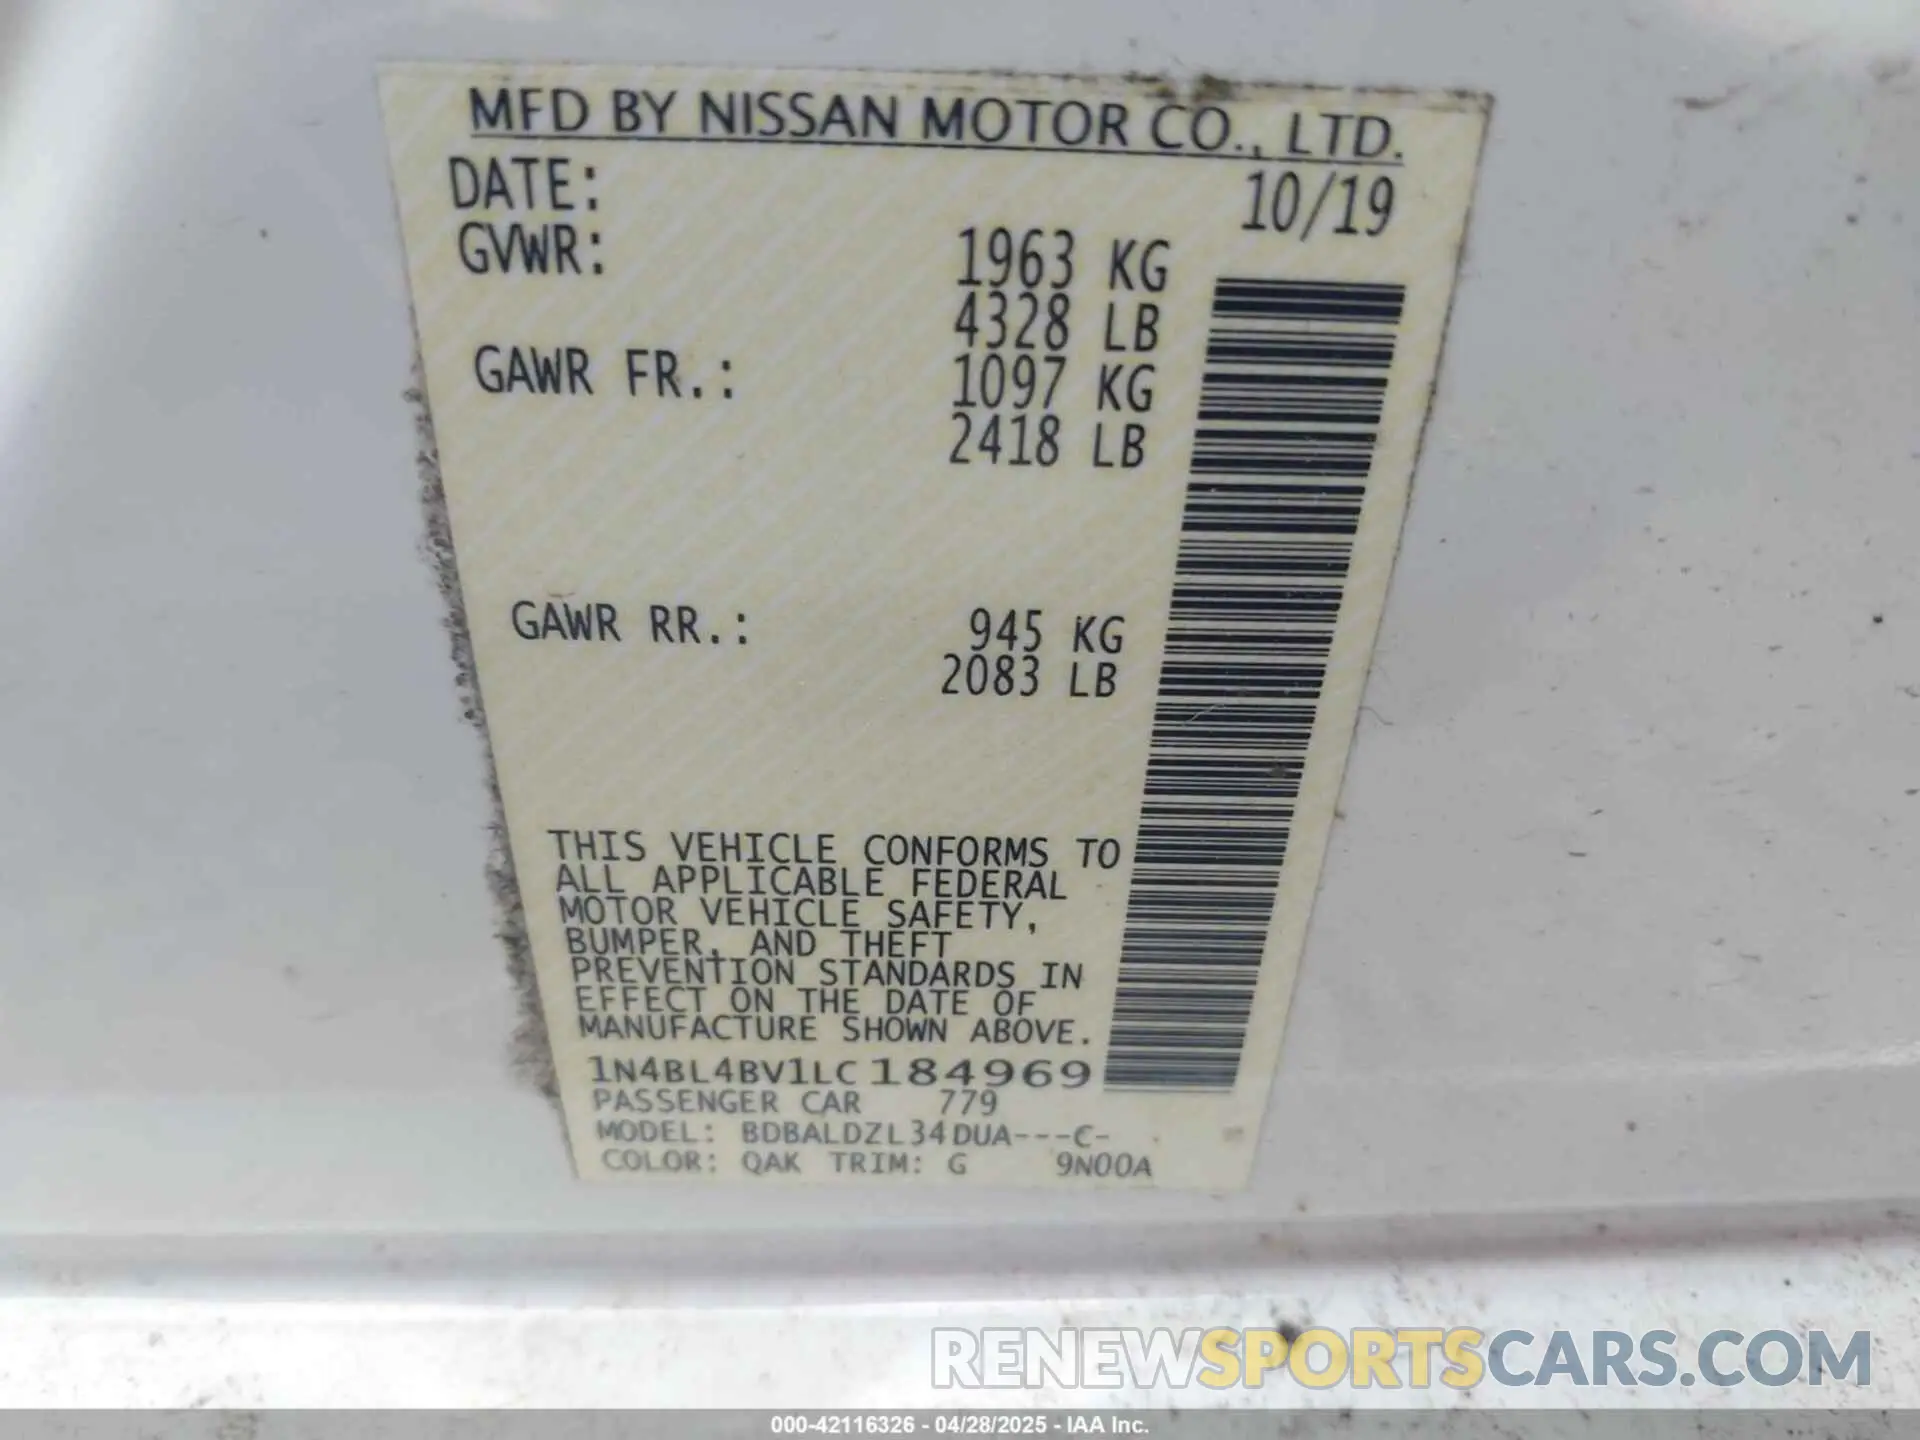 MFD BY NISSAN MOTOR CO., LTD.
DATE: 10/19
GVWR: 1963 KG
4328 LB
GAWR FR.: 1097 KG
2418 LB
GAWR RR.: 945 KG
2083 LB
THIS VEHICLE CONFORMS TO
ALL APPLICABLE FEDERAL
MOTOR VEHICLE SAFETY,
BUMPER, AND THEFT
PREVENTION STANDARDS IN
EFFECT ON THE DATE OF
MANUFACTURE SHOWN ABOVE.
1N4BL4BV1LC184969
PASSENGER CAR 779
MODEL: BDBALDZL34DUA---C-
COLOR: QAK TRIM: G 9N00A
RENEWSPORTSCARS.COM
000-42116326 - 04/28/2025 - IAA Inc.